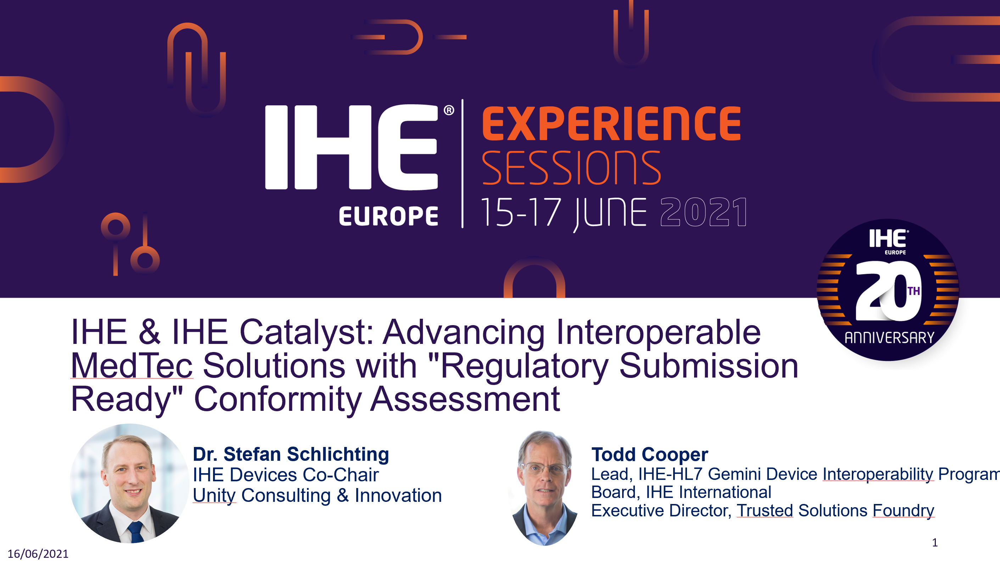 IHE®
EUROPE
EXPERIENCE
SESSIONS
15-17 JUNE 2021
IHE®
EUROPE
20TH
ANNIVERSARY
IHE & IHE Catalyst: Advancing Interoperable
MedTec Solutions with "Regulatory Submission
Ready" Conformity Assessment
Dr. Stefan Schlichting
IHE Devices Co-Chair
Unity Consulting & Innovation
Todd Cooper
Lead, IHE-HL7 Gemini Device Interoperability Program
Board, IHE International
Executive Director, Trusted Solutions Foundry
16/06/2021
1